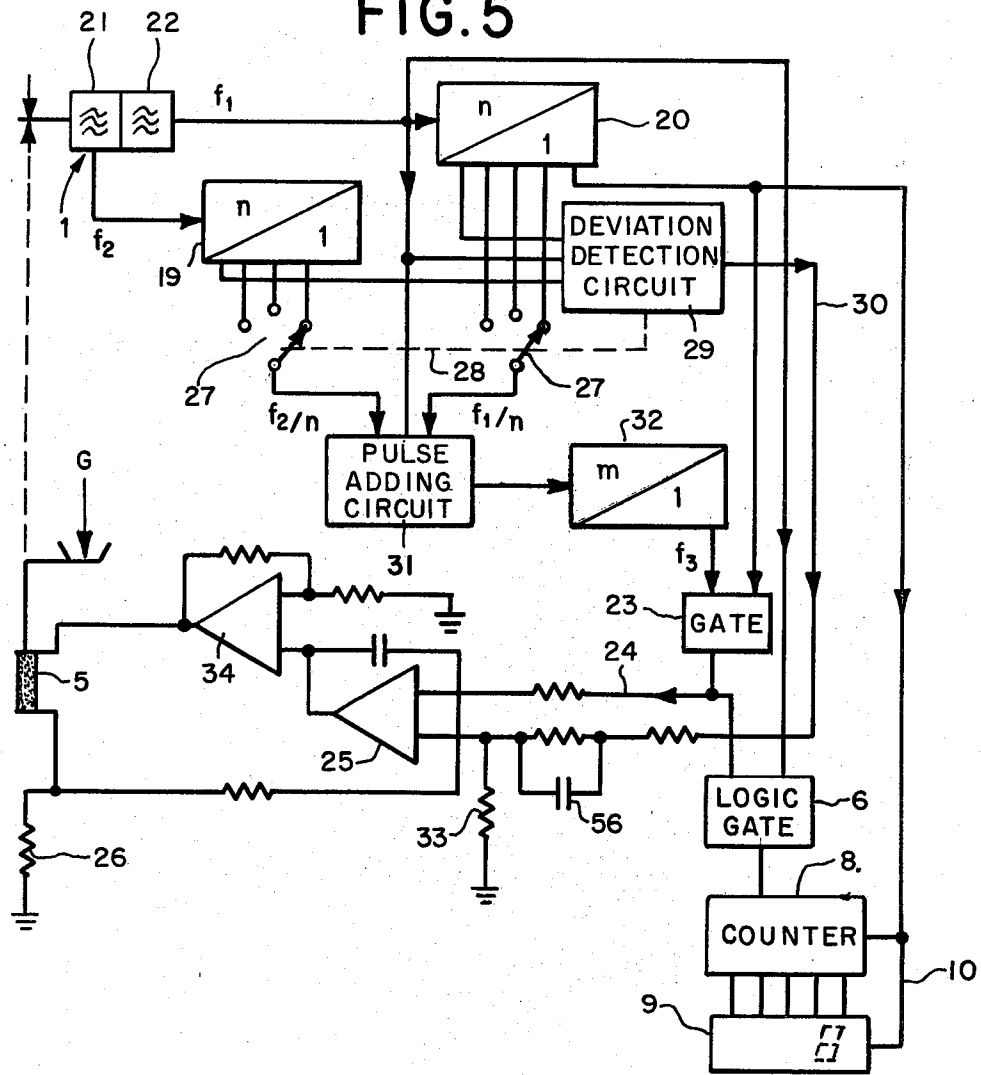 FIG. 5
21 22
f1
n
1
20
1
f2
n
1
19
DEVIATION
DETECTION
CIRCUIT
29
30
27
28
27
f2/n
f1/n
32
PULSE
ADDING
CIRCUIT
31
m
1
f3
G
23
GATE
34
5
24
25
33
56
26
LOGIC
GATE
6
8.
COUNTER
10
9